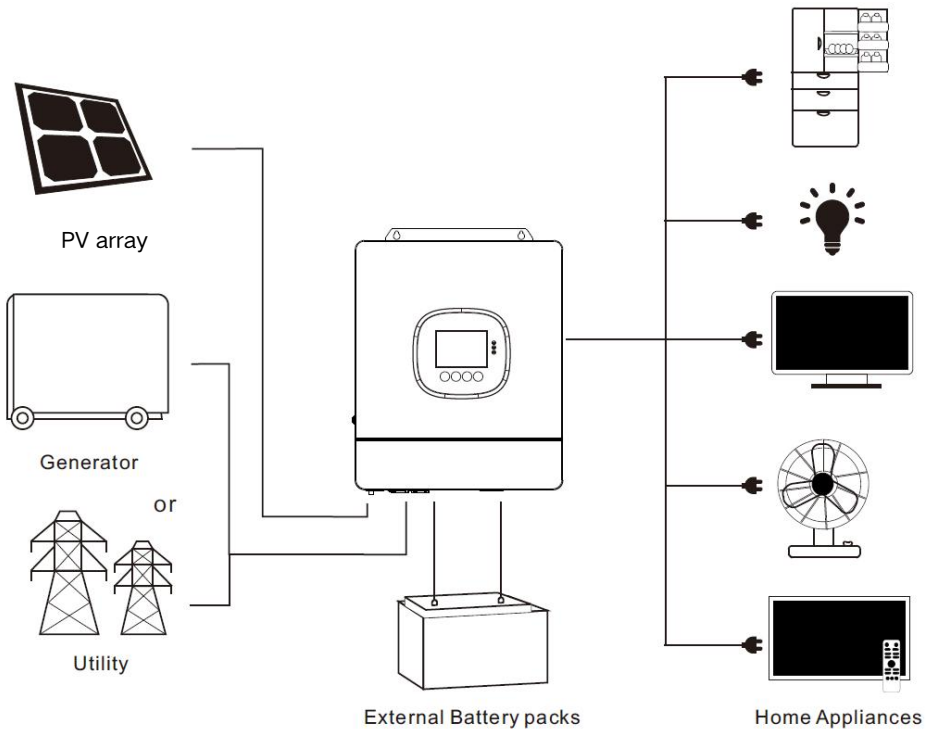 PV array
Generator
or
Utility
External Battery packs
Home Appliances